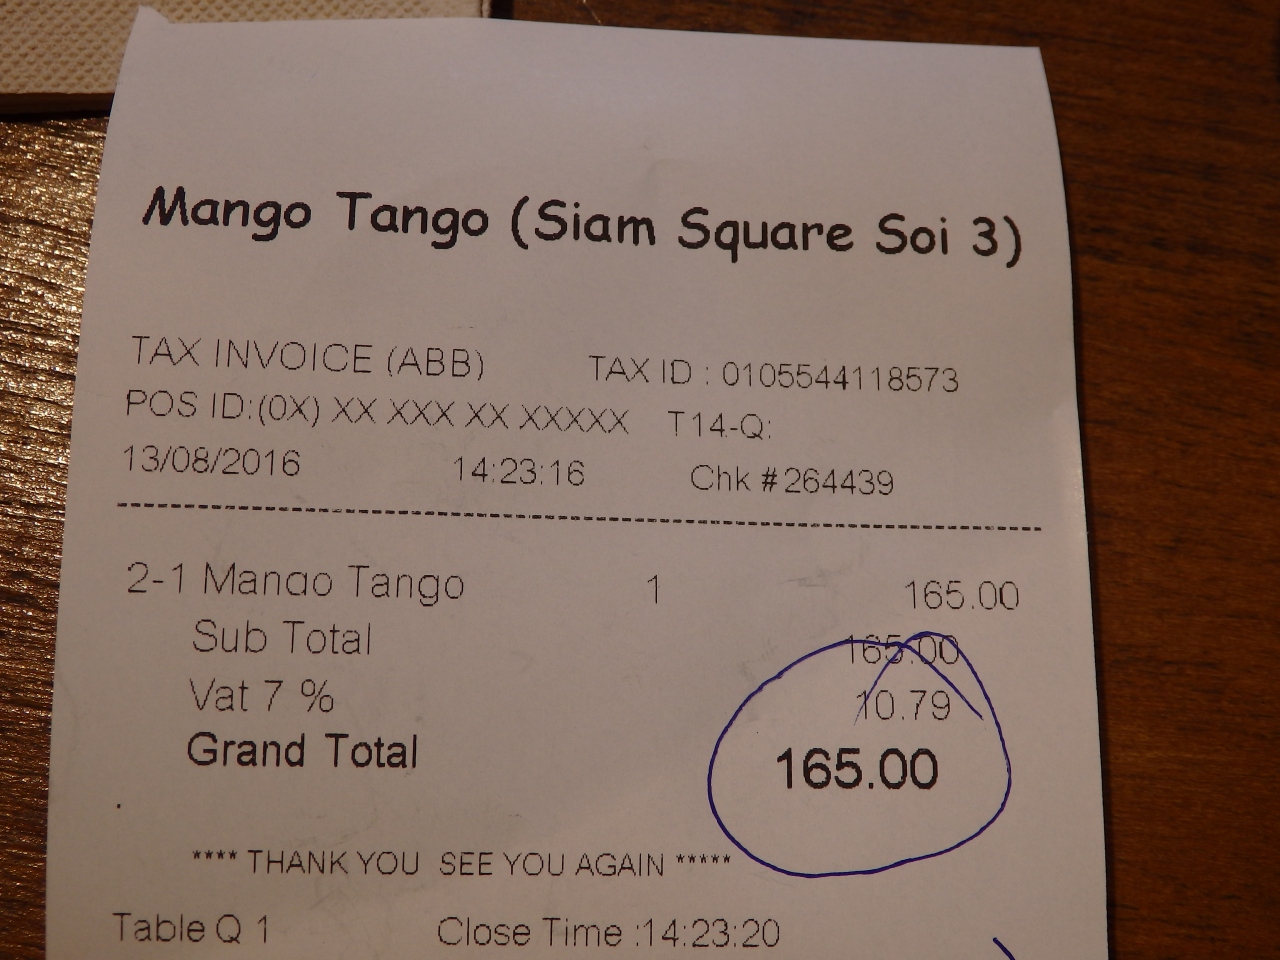 Mango Tango (Siam Square Soi 3)
TAX INVOICE (ABB) TAX ID : 0105544118573
POS ID:(0X) XX XXX XX XXXXX T14-Q:
13/08/2016 14:23:16 Chk #264439
2-1 Mango Tango 1 165.00
Sub Total 165.00
Vat 7 % 10.79
Grand Total 165.00
**** THANK YOU SEE YOU AGAIN *****
Table Q 1 Close Time :14:23:20